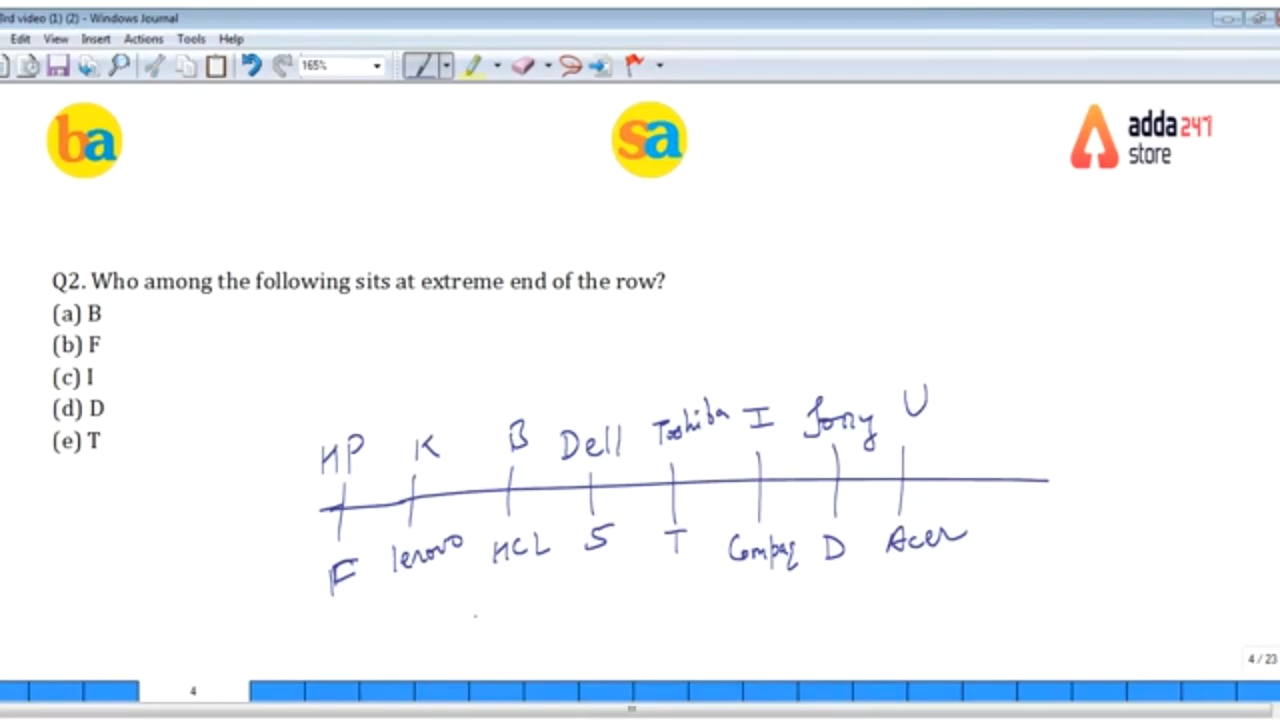 3rd video (1) (2) - Windows Journal
Edit View Insert Actions Tools Help
165%
ba
sa
adda 247
store
Q2. Who among the following sits at extreme end of the row?
(a) B
(b) F
(c) I
(d) D
(e) T
HP K B Dell Toshiba I Sony U
F lenovo HCL S T Compaq D Acer
4 / 23
4